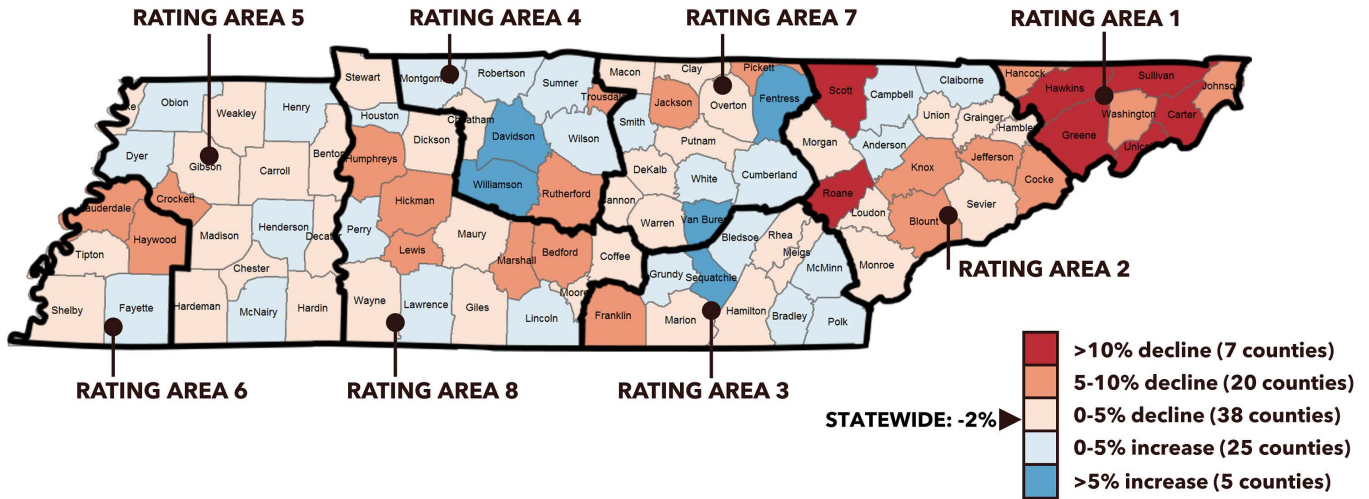 RATING AREA 5
RATING AREA 4
RATING AREA 7
RATING AREA 1
Stewart
Montgom
Robertson
Sumner
Macon
Clay
Pickett
Scott
Campbell
Claiborne
Hancock
Hawkins
Sullivan
Johnso
ke
Obion
Weakley
Henry
Houston
Cheatham
Davidson
Wilson
Trousda
Smith
Jackson
Overton
Fentress
Morgan
Anderson
Union
Grainger
Hamble
Greene
Washington
Carter
Unico
Dyer
Gibson
Carroll
Benton
Humphreys
Dickson
Williamson
Rutherford
DeKalb
Putnam
White
Cumberland
Roane
Knox
Jefferson
Cocke
Lauderdale
Crockett
Haywood
Madison
Henderson
Decatur
Perry
Hickman
Lewis
Maury
Marshall
Bedford
annon
Warren
Van Buren
Bledsoe
Rhea
Meigs
Loudon
Blount
Sevier
Monroe
Tipton
Shelby
Fayette
Hardeman
Chester
McNairy
Hardin
Wayne
Lawrence
Giles
Lincoln
Moore
Coffee
Franklin
Grundy
Sequatchie
Marion
Hamilton
McMinn
Bradley
Polk
RATING AREA 2
RATING AREA 6
RATING AREA 8
RATING AREA 3
STATEWIDE: -2%
>10% decline (7 counties)
5-10% decline (20 counties)
0-5% decline (38 counties)
0-5% increase (25 counties)
>5% increase (5 counties)